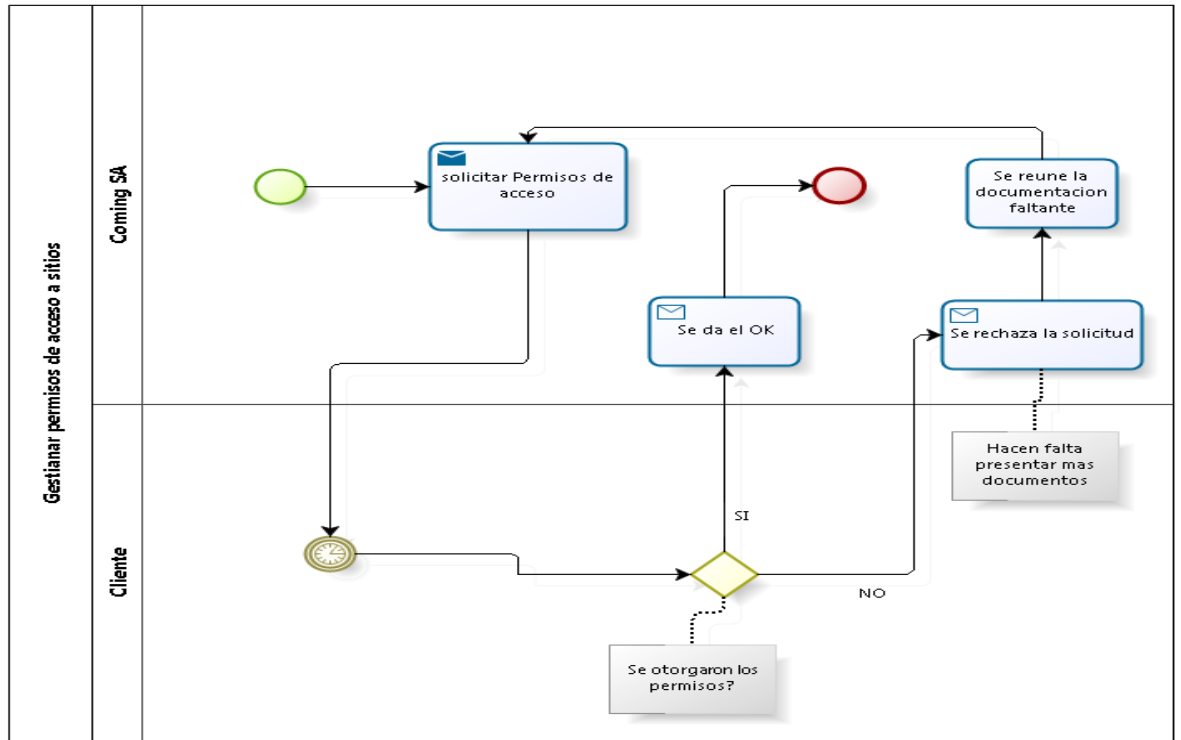 Gestianar permisos de acceso a sitios
Coming SA
solicitar Permisos de
acceso
Se reune la
documentacion
faltante
Se da el OK
Se rechaza la solicitud
Cliente
Hacen falta
presentar mas
documentos
SI
NO
Se otorgaron los
permisos?